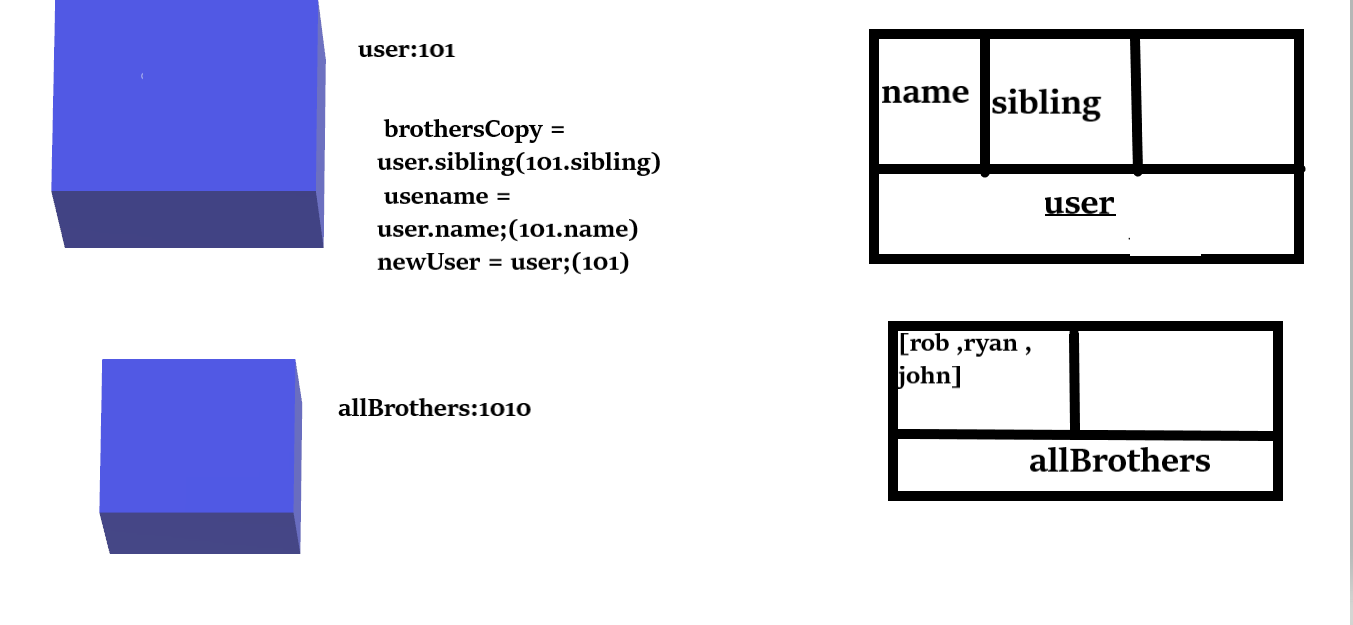 user:101
brothersCopy =
user.sibling(101.sibling)
usename =
user.name;(101.name)
newUser = user;(101)
allBrothers:1010
name
sibling
user
[rob ,ryan ,
john]
allBrothers